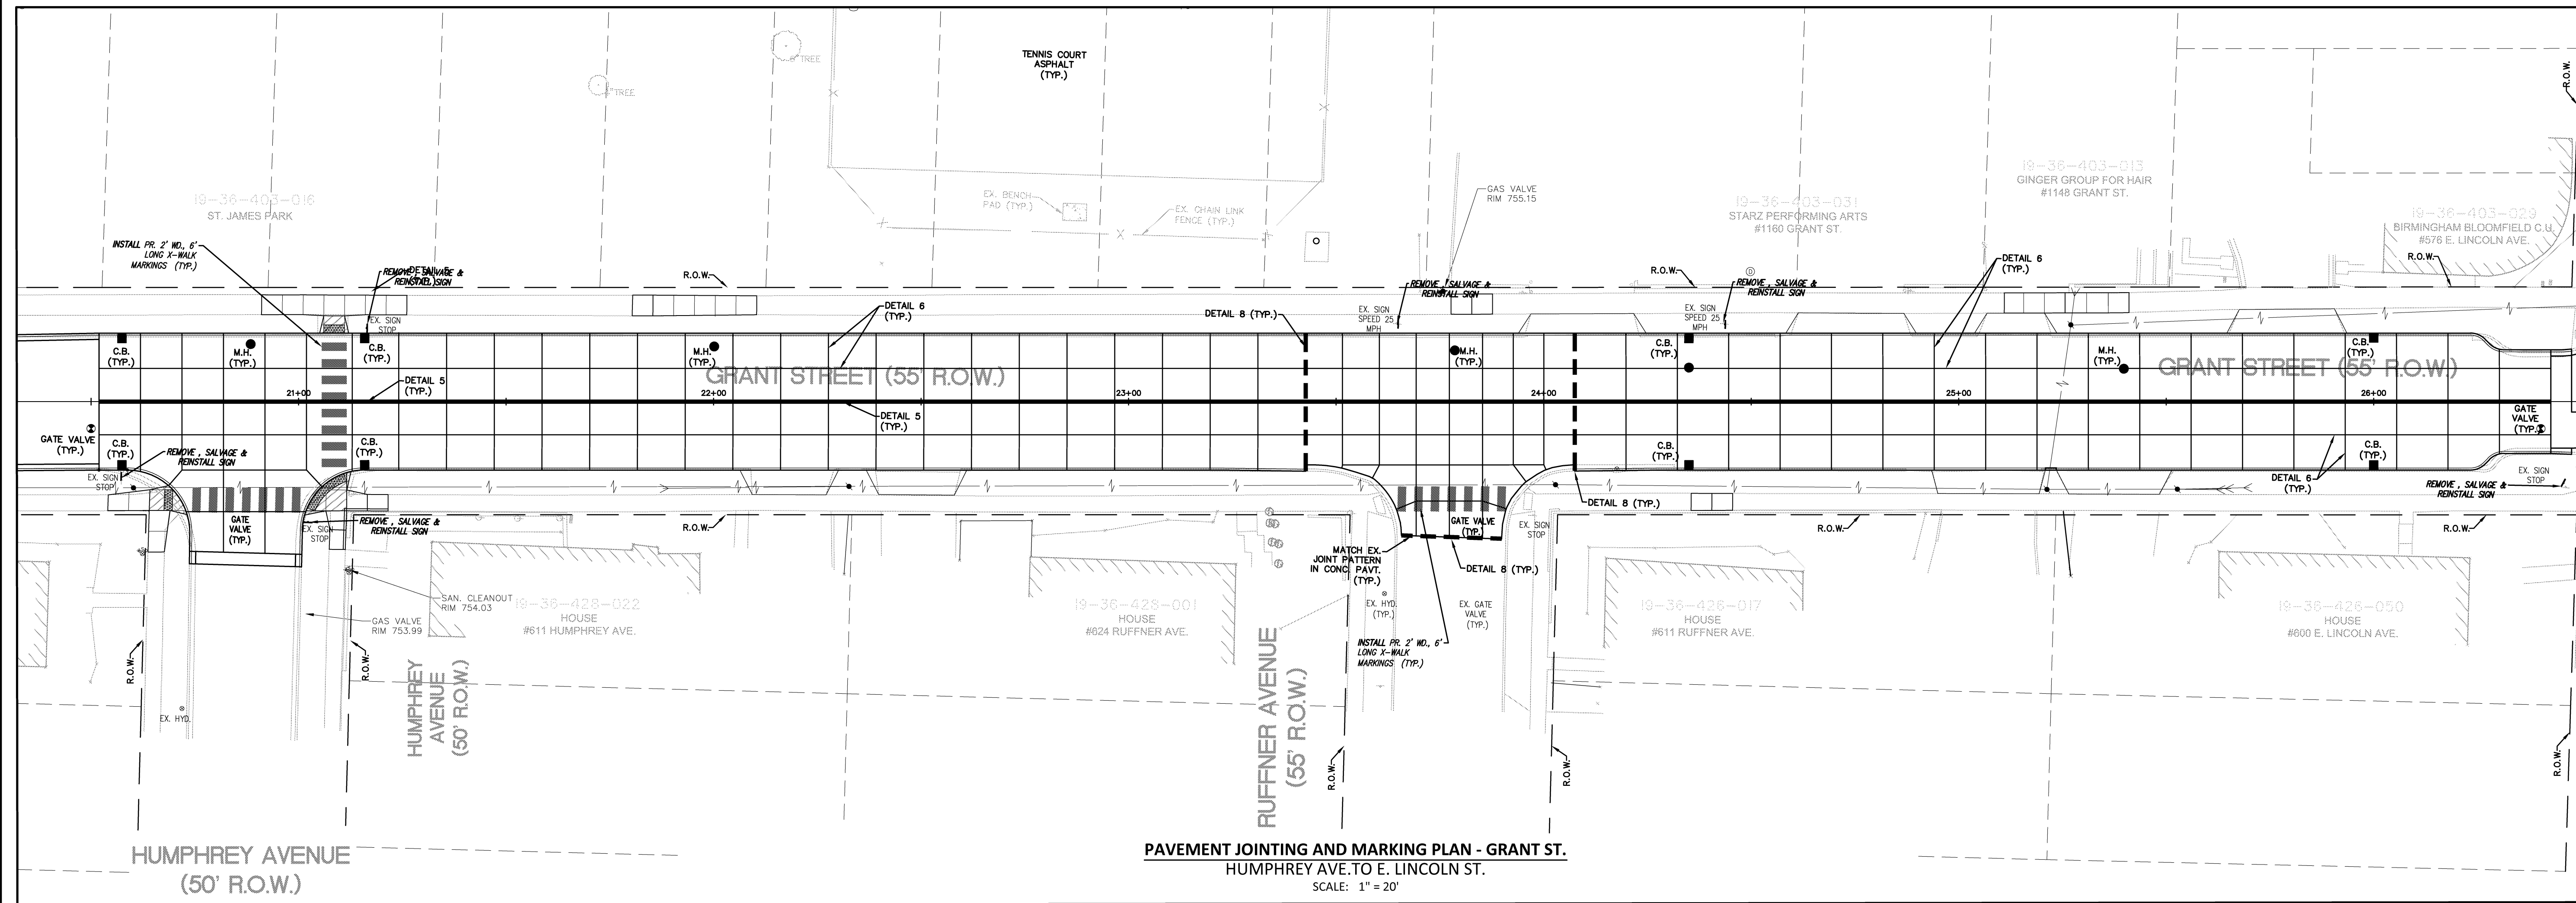 TENNIS COURT
ASPHALT
(TYP.)
6" TREE
TREE
R.O.W.
19-36-403-016
ST. JAMES PARK
EX. BENCH
PAD (TYP.)
EX. CHAIN LINK
FENCE (TYP.)
GAS VALVE
RIM 755.15
19-36-403-031
STARZ PERFORMING ARTS
#1160 GRANT ST.
19-36-403-013
GINGER GROUP FOR HAIR
#1148 GRANT ST.
19-36-403-029
BIRMINGHAM BLOOMFIELD C.U.
#576 E. LINCOLN AVE.
R.O.W.
INSTALL PR. 2' WD., 6'
LONG X-WALK
MARKINGS (TYP.)
DETAIL 5
(TYP.)
REMOVE , SALVAGE &
REINSTALL SIGN
R.O.W.
REMOVE , SALVAGE &
REINSTALL SIGN
R.O.W.
REMOVE , SALVAGE &
REINSTALL SIGN
DETAIL 6
(TYP.)
EX. SIGN
STOP
DETAIL 6
(TYP.)
DETAIL 8 (TYP.)
EX. SIGN
SPEED 25
MPH
EX. SIGN
SPEED 25
MPH
C.B.
(TYP.)
M.H.
(TYP.)
C.B.
(TYP.)
M.H.
(TYP.)
M.H.
(TYP.)
C.B.
(TYP.)
M.H.
(TYP.)
C.B.
(TYP.)
GRANT STREET (55' R.O.W.)
GRANT STREET (55' R.O.W.)
DETAIL 5
(TYP.)
21+00
22+00
23+00
24+00
25+00
26+00
DETAIL 5
(TYP.)
GATE VALVE
(TYP.)
C.B.
(TYP.)
C.B.
(TYP.)
C.B.
(TYP.)
C.B.
(TYP.)
GATE
VALVE
(TYP.)
REMOVE , SALVAGE &
REINSTALL SIGN
EX. SIGN
STOP
DETAIL 6
(TYP.)
EX. SIGN
STOP
REMOVE , SALVAGE &
REINSTALL SIGN
GATE
VALVE
(TYP.)
REMOVE , SALVAGE &
REINSTALL SIGN
EX. SIGN
STOP
R.O.W.
DETAIL 8 (TYP.)
GATE VALVE
(TYP.)
EX. SIGN
STOP
R.O.W.
R.O.W.
MATCH EX.
JOINT PATTERN
IN CONC. PAVT.
(TYP.)
DETAIL 8 (TYP.)
SAN. CLEANOUT
RIM 754.03
GAS VALVE
RIM 753.99
19-36-428-022
HOUSE
#611 HUMPHREY AVE.
19-36-428-001
HOUSE
#624 RUFFNER AVE.
EX. HYD.
(TYP.)
EX. GATE
VALVE
(TYP.)
19-36-426-017
HOUSE
#611 RUFFNER AVE.
19-36-426-050
HOUSE
#600 E. LINCOLN AVE.
INSTALL PR. 2' WD., 6'
LONG X-WALK
MARKINGS (TYP.)
R.O.W.
R.O.W.
HUMPHREY
AVENUE
(50' R.O.W.)
EX. HYD.
RUFFNER AVENUE
(55' R.O.W.)
R.O.W.
R.O.W.
R.O.W.
HUMPHREY AVENUE
(50' R.O.W.)
PAVEMENT JOINTING AND MARKING PLAN - GRANT ST.
HUMPHREY AVE.TO E. LINCOLN ST.
SCALE: 1" = 20'